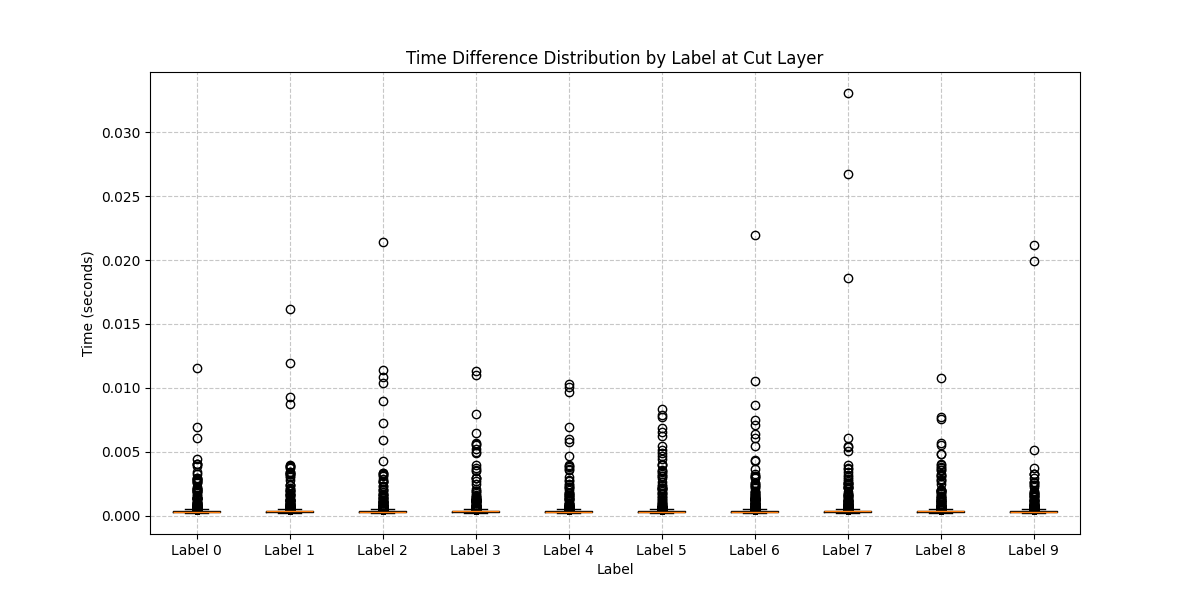 Time Difference Distribution by Label at Cut Layer
0.030
0.025
0.020
0.015
0.010
0.005
0.000
Time (seconds)
Label 0 Label 1 Label 2 Label 3 Label 4 Label 5 Label 6 Label 7 Label 8 Label 9
Label